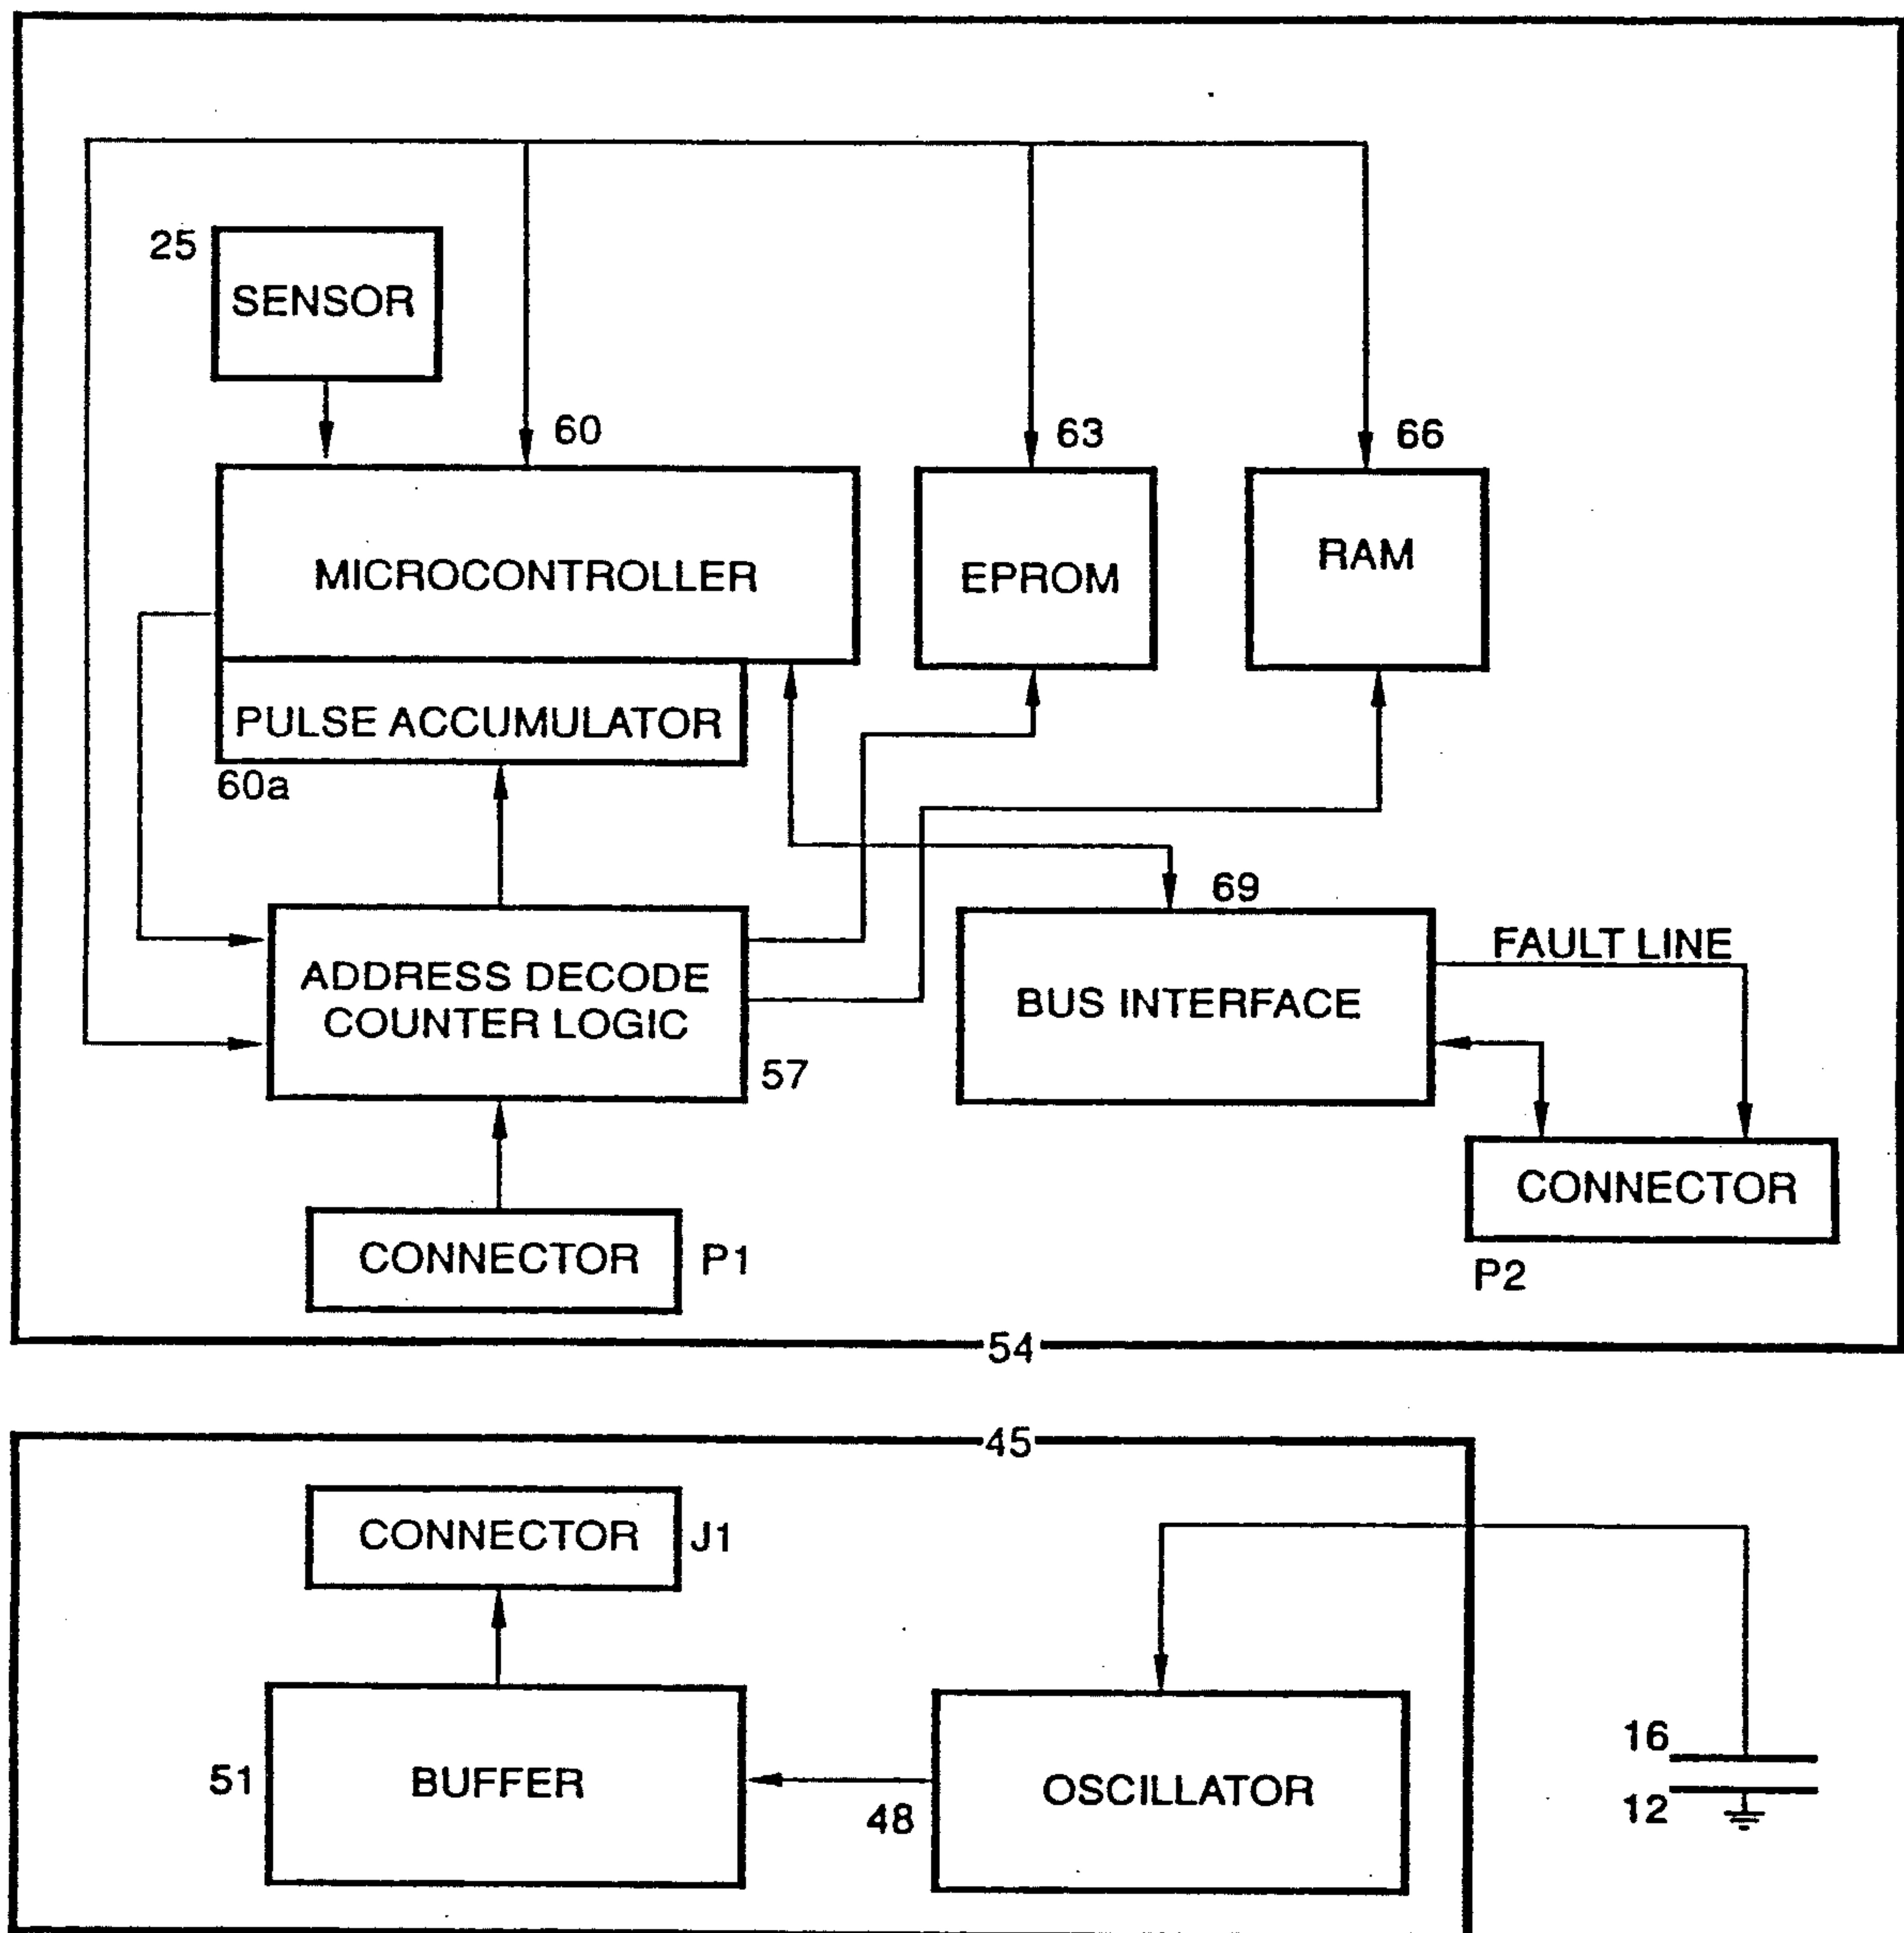 25
SENSOR
60
63
66
MICROCONTROLLER
EPROM
RAM
PULSE ACCUMULATOR
60a
69
ADDRESS DECODE
COUNTER LOGIC
57
BUS INTERFACE
FAULT LINE
CONNECTOR
P1
CONNECTOR
P2
54
45
CONNECTOR
J1
51
BUFFER
48
OSCILLATOR
16
12